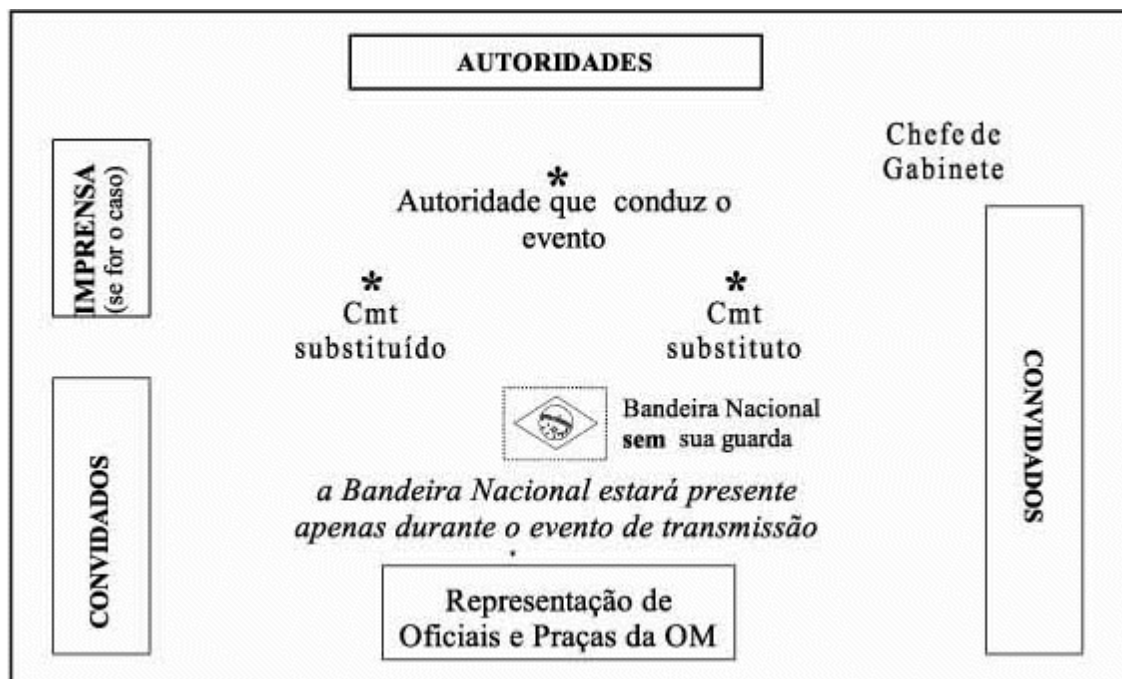 AUTORIDADES
Chefe de
Gabinete
IMPRENSA
(se for o caso)
*
Autoridade que conduz o
evento
*
Cmt
substituído
*
Cmt
substituto
Bandeira Nacional
sem sua guarda
a Bandeira Nacional estará presente
apenas durante o evento de transmissão
CONVIDADOS
CONVIDADOS
Representação de
Oficiais e Praças da OM